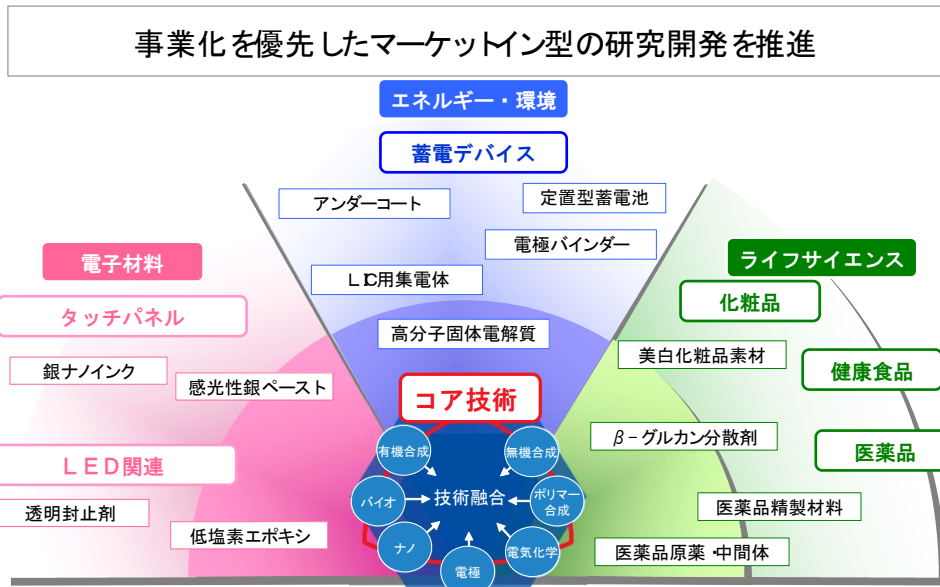 事業化を優先したマーケットイン型の研究開発を推進
エネルギー・環境
蓄電デバイス
アンダーコート
定置型蓄電池
電極バインダー
LIC用集電体
高分子固体電解質
電子材料
タッチパネル
銀ナノインク
感光性銀ペースト
LED関連
透明封止剤
低塩素エポキシ
ライフサイエンス
化粧品
美白化粧品素材
健康食品
β-グルカン分散剤
医薬品
医薬品精製材料
医薬品原薬・中間体
コア技術
有機合成
無機合成
バイオ
技術融合
ポリマー
合成
ナノ
電気化学
電極